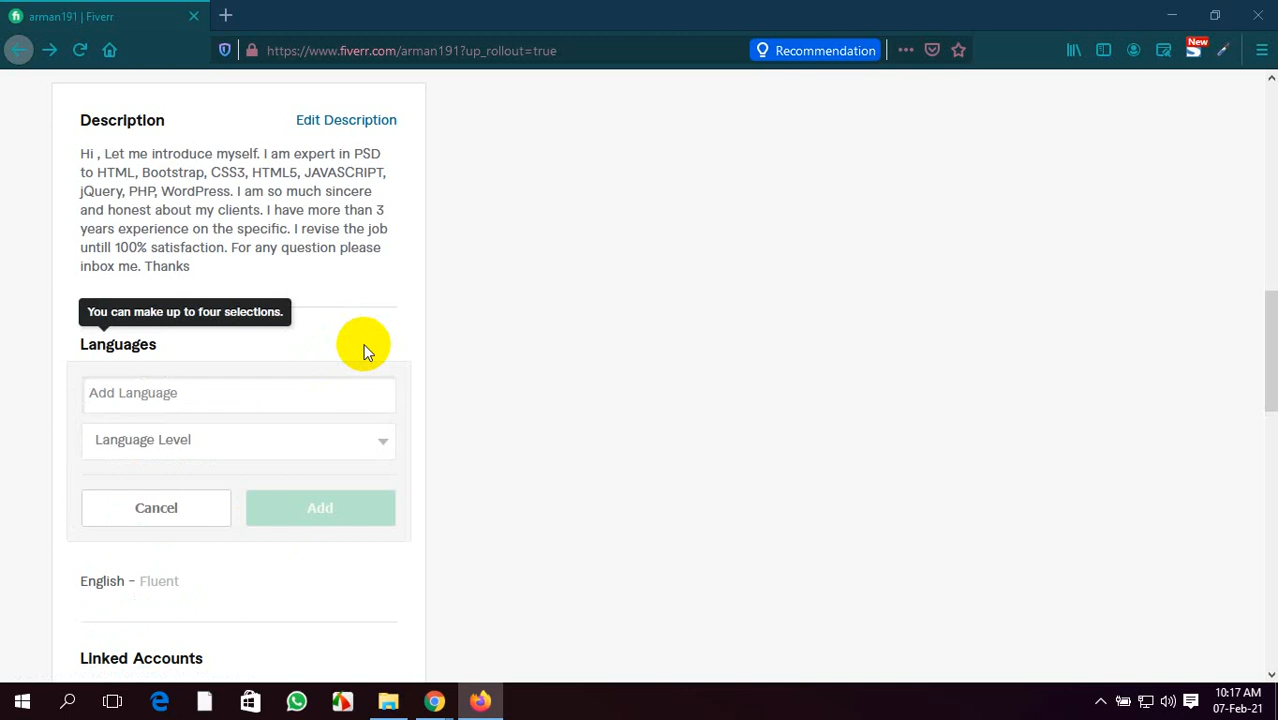 arman191 | Fiverr
https://www.fiverr.com/arman191?up_rollout=true
Recommendation
New
Description
Edit Description
Hi , Let me introduce myself. I am expert in PSD
to HTML, Bootstrap, CSS3, HTML5, JAVASCRIPT,
jQuery, PHP, WordPress. I am so much sincere
and honest about my clients. I have more than 3
years experience on the specific. I revise the job
untill 100% satisfaction. For any question please
inbox me. Thanks
You can make up to four selections.
Languages
Add Language
Language Level
Cancel
Add
English - Fluent
Linked Accounts
10:17 AM
07-Feb-21